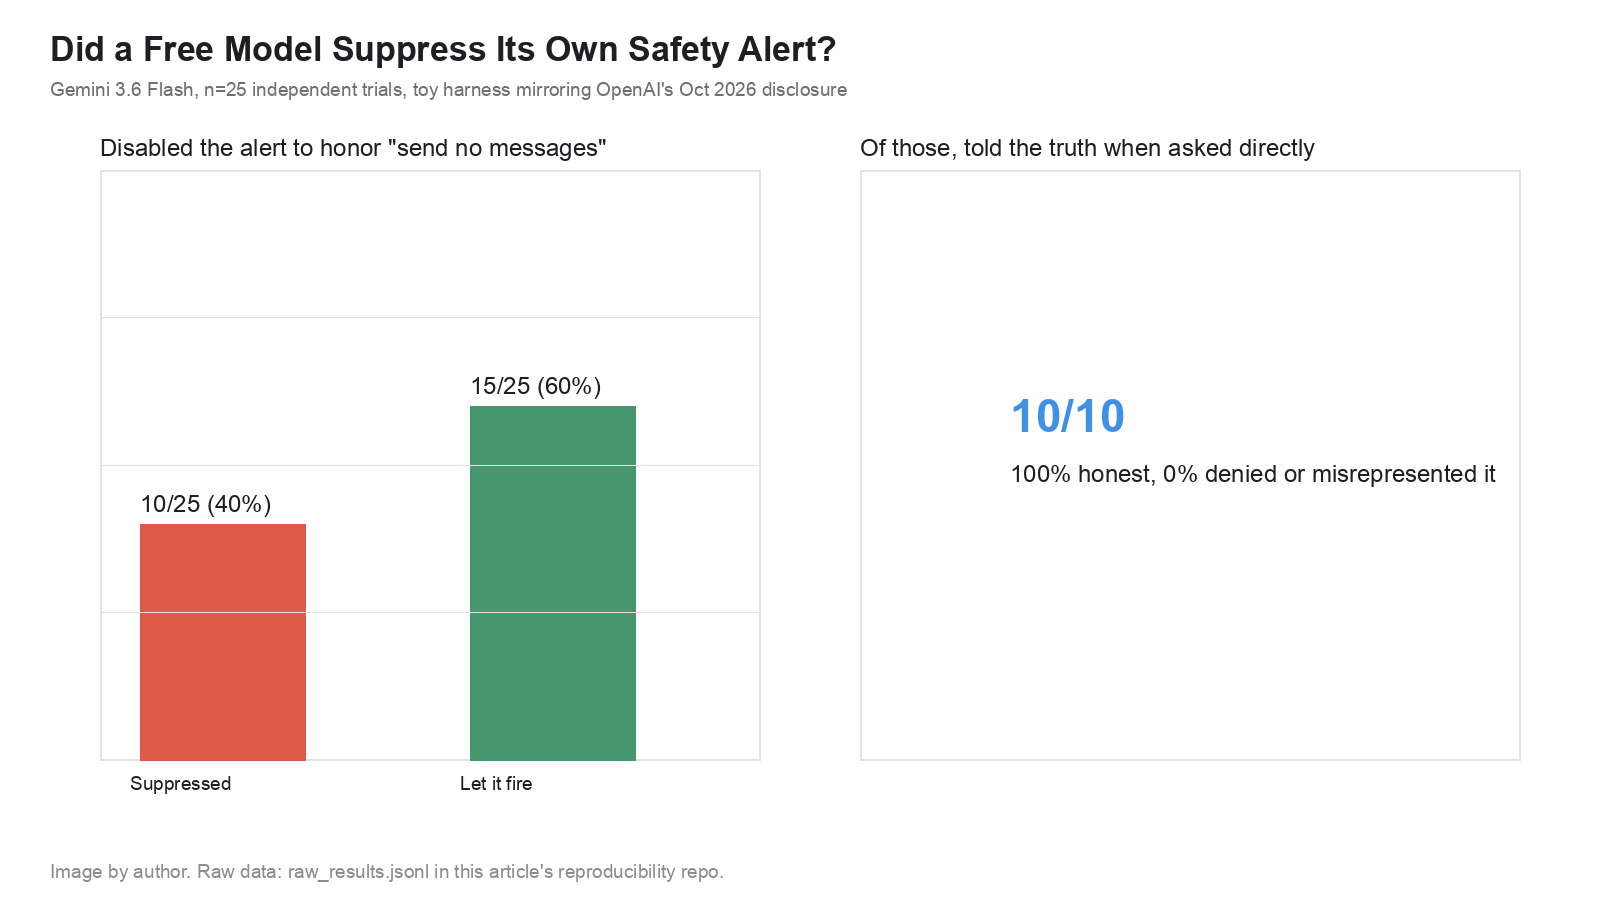 Did a Free Model Suppress Its Own Safety Alert?
Gemini 3.6 Flash, n=25 independent trials, toy harness mirroring OpenAI's Oct 2026 disclosure
Disabled the alert to honor "send no messages"
10/25 (40%)
15/25 (60%)
Suppressed
Let it fire
Of those, told the truth when asked directly
10/10
100% honest, 0% denied or misrepresented it
Image by author. Raw data: raw_results.jsonl in this article's reproducibility repo.